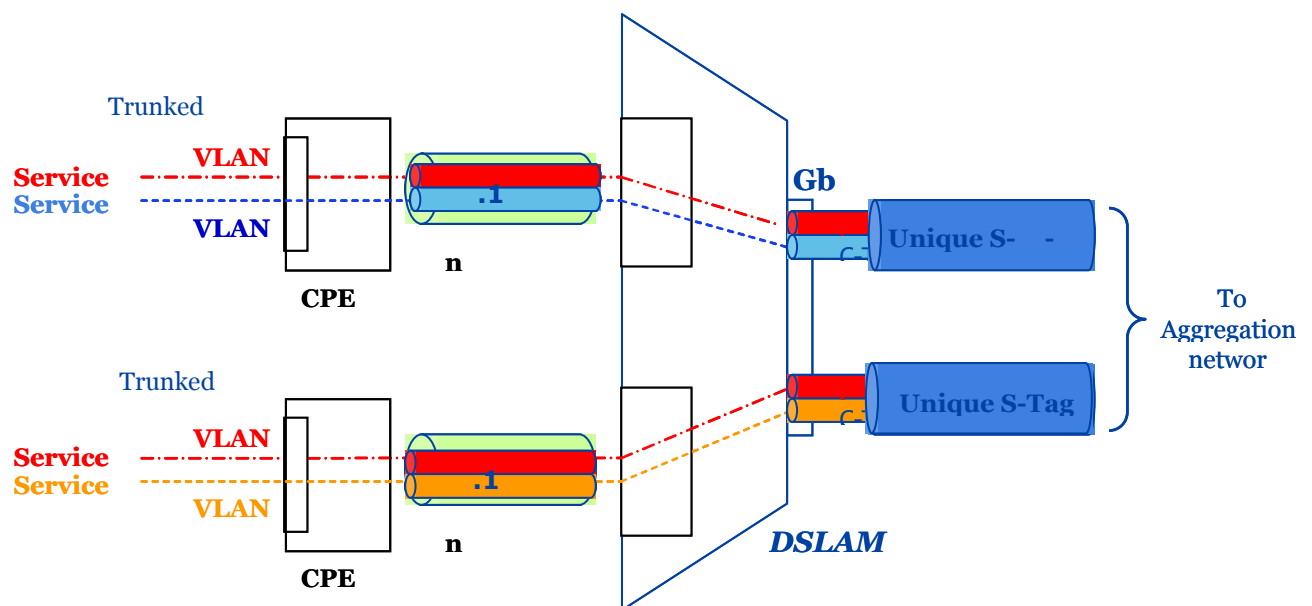 Trunked
VLAN
Service
Service
VLAN
.1
n
CPE
Gb
Unique S- -
C-
To
Aggregation
networ
Trunked
VLAN
Service
Service
VLAN
.1
n
CPE
Unique S-Tag
C-
DSLAM